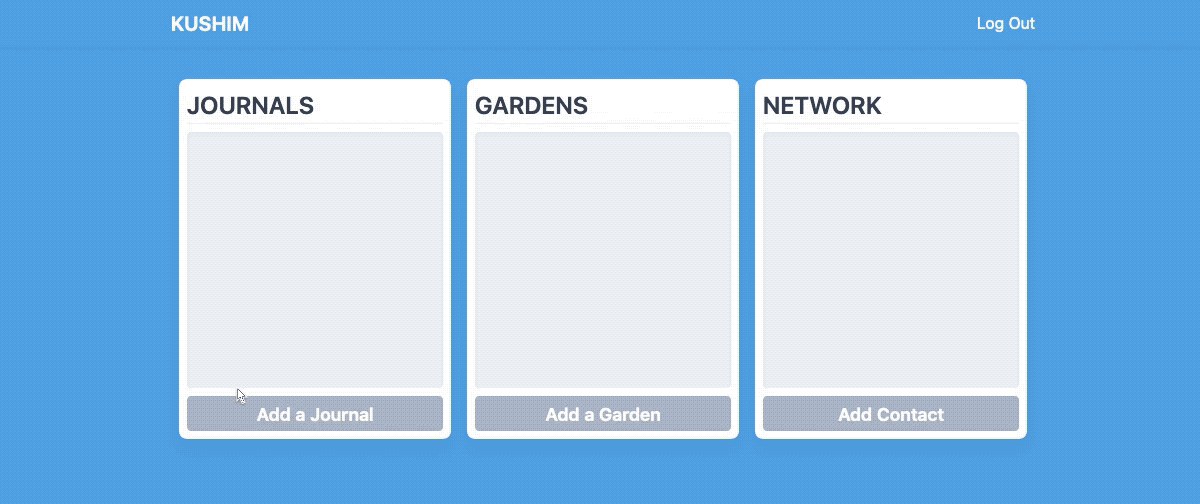 KUSHIM
Log Out
JOURNALS
GARDENS
NETWORK
Add a Journal
Add a Garden
Add Contact